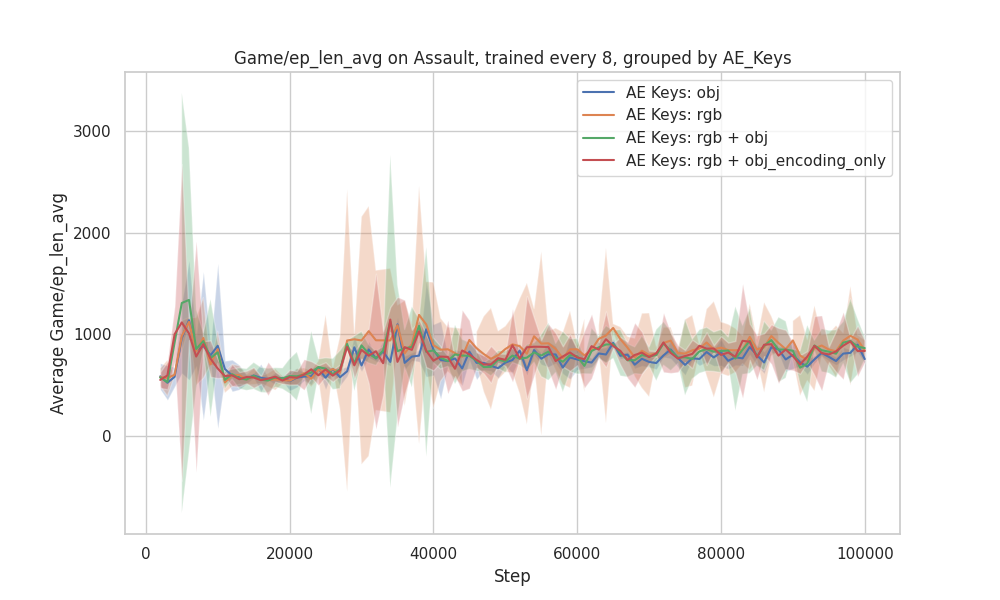 Game/ep_len_avg on Assault, trained every 8, grouped by AE_Keys
AE Keys: obj
AE Keys: rgb
AE Keys: rgb + obj
AE Keys: rgb + obj_encoding_only
Average Game/ep_len_avg
3000
2000
1000
0
0
20000
40000
60000
80000
100000
Step